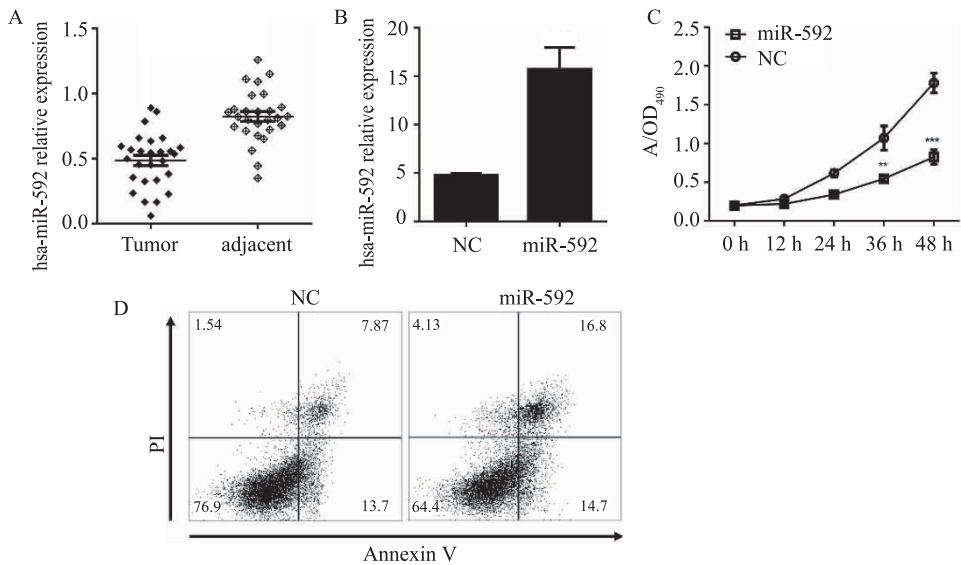 A
hsa-miR-592 relative expression
1.5
1.0
0.5
0.0
Tumor
adjacent
B
hsa-miR-592 relative expression
20
15
10
5
0
NC
miR-592
C
A/OD490
2.5
2.0
1.5
1.0
0.5
0.0
miR-592
NC
**
***
0 h
12 h
24 h
36 h
48 h
D
NC
miR-592
PI
1.54
7.87
76.9
13.7
4.13
16.8
64.4
14.7
Annexin V